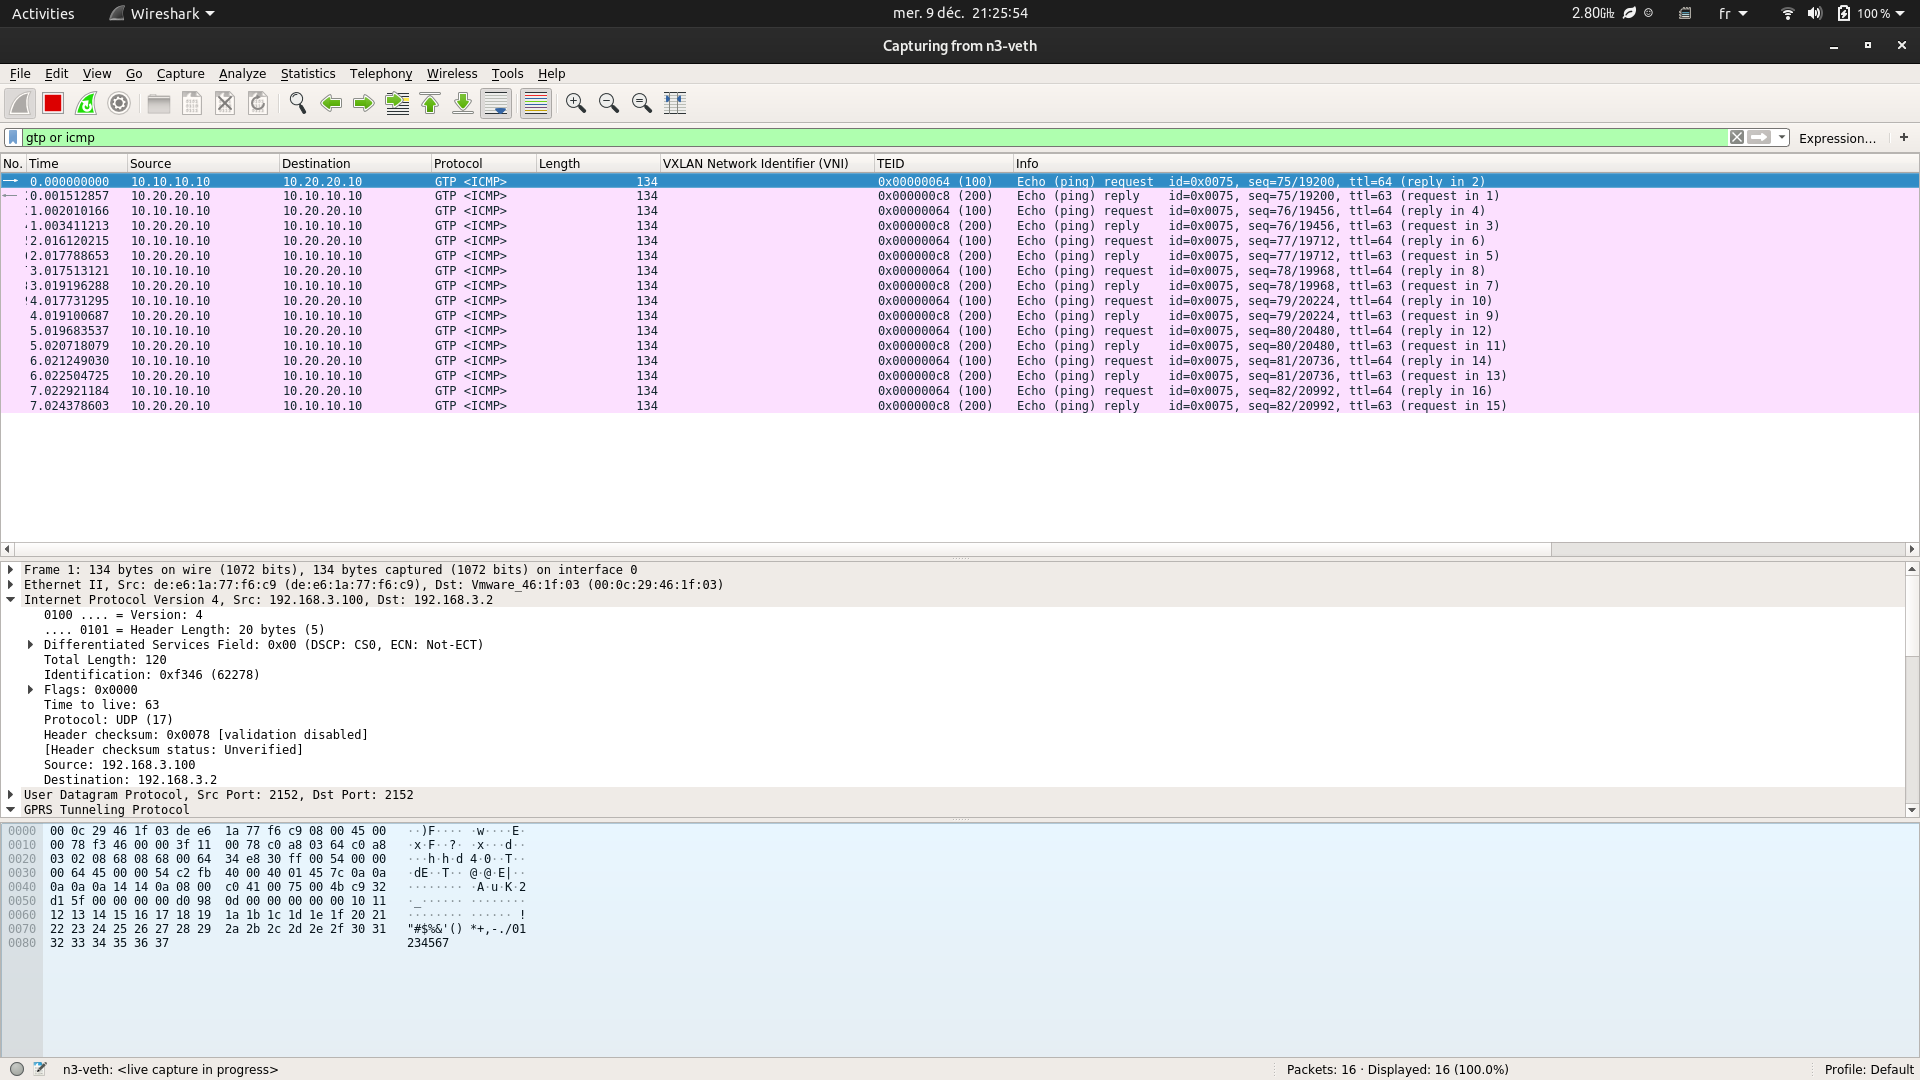 Activities Wireshark mer. 9 déc. 21:25:54 2.80GHz fr 100 %
Capturing from n3-veth
File Edit View Go Capture Analyze Statistics Telephony Wireless Tools Help
gtp or icmp Expression… +
No. Time Source Destination Protocol Length VXLAN Network Identifier (VNI) TEID Info
0.000000000 10.10.10.10 10.20.20.10 GTP <ICMP> 134 0x00000064 (100) Echo (ping) request id=0x0075, seq=75/19200, ttl=64 (reply in 2)
0.001512857 10.20.20.10 10.10.10.10 GTP <ICMP> 134 0x000000c8 (200) Echo (ping) reply id=0x0075, seq=75/19200, ttl=63 (request in 1)
1.002010166 10.10.10.10 10.20.20.10 GTP <ICMP> 134 0x00000064 (100) Echo (ping) request id=0x0075, seq=76/19456, ttl=64 (reply in 4)
1.003411213 10.20.20.10 10.10.10.10 GTP <ICMP> 134 0x000000c8 (200) Echo (ping) reply id=0x0075, seq=76/19456, ttl=63 (request in 3)
2.016120215 10.10.10.10 10.20.20.10 GTP <ICMP> 134 0x00000064 (100) Echo (ping) request id=0x0075, seq=77/19712, ttl=64 (reply in 6)
2.017788653 10.20.20.10 10.10.10.10 GTP <ICMP> 134 0x000000c8 (200) Echo (ping) reply id=0x0075, seq=77/19712, ttl=63 (request in 5)
3.017513121 10.10.10.10 10.20.20.10 GTP <ICMP> 134 0x00000064 (100) Echo (ping) request id=0x0075, seq=78/19968, ttl=64 (reply in 8)
3.019196288 10.20.20.10 10.10.10.10 GTP <ICMP> 134 0x000000c8 (200) Echo (ping) reply id=0x0075, seq=78/19968, ttl=63 (request in 7)
4.017731295 10.10.10.10 10.20.20.10 GTP <ICMP> 134 0x00000064 (100) Echo (ping) request id=0x0075, seq=79/20224, ttl=64 (reply in 10)
4.019100687 10.20.20.10 10.10.10.10 GTP <ICMP> 134 0x000000c8 (200) Echo (ping) reply id=0x0075, seq=79/20224, ttl=63 (request in 9)
5.019683537 10.10.10.10 10.20.20.10 GTP <ICMP> 134 0x00000064 (100) Echo (ping) request id=0x0075, seq=80/20480, ttl=64 (reply in 12)
5.020718079 10.20.20.10 10.10.10.10 GTP <ICMP> 134 0x000000c8 (200) Echo (ping) reply id=0x0075, seq=80/20480, ttl=63 (request in 11)
6.021249030 10.10.10.10 10.20.20.10 GTP <ICMP> 134 0x00000064 (100) Echo (ping) request id=0x0075, seq=81/20736, ttl=64 (reply in 14)
6.022504725 10.20.20.10 10.10.10.10 GTP <ICMP> 134 0x000000c8 (200) Echo (ping) reply id=0x0075, seq=81/20736, ttl=63 (request in 13)
7.022921184 10.10.10.10 10.20.20.10 GTP <ICMP> 134 0x00000064 (100) Echo (ping) request id=0x0075, seq=82/20992, ttl=64 (reply in 16)
7.024378603 10.20.20.10 10.10.10.10 GTP <ICMP> 134 0x000000c8 (200) Echo (ping) reply id=0x0075, seq=82/20992, ttl=63 (request in 15)
Frame 1: 134 bytes on wire (1072 bits), 134 bytes captured (1072 bits) on interface 0
Ethernet II, Src: de:e6:1a:77:f6:c9 (de:e6:1a:77:f6:c9), Dst: Vmware_46:1f:03 (00:0c:29:46:1f:03)
Internet Protocol Version 4, Src: 192.168.3.100, Dst: 192.168.3.2
0100 .... = Version: 4
.... 0101 = Header Length: 20 bytes (5)
Differentiated Services Field: 0x00 (DSCP: CS0, ECN: Not-ECT)
Total Length: 120
Identification: 0xf346 (62278)
Flags: 0x0000
Time to live: 63
Protocol: UDP (17)
Header checksum: 0x0078 [validation disabled]
[Header checksum status: Unverified]
Source: 192.168.3.100
Destination: 192.168.3.2
User Datagram Protocol, Src Port: 2152, Dst Port: 2152
GPRS Tunneling Protocol
0000 00 0c 29 46 1f 03 de e6 1a 77 f6 c9 08 00 45 00 ··)F···· ·w····E·
0010 00 78 f3 46 00 00 3f 11 00 78 c0 a8 03 64 c0 a8 ·x·F··?· ·x···d··
0020 03 02 08 68 08 68 00 64 34 e8 30 ff 00 54 00 00 ···h·h·d 4·0··T··
0030 00 64 45 00 00 54 c2 fb 40 00 40 01 45 7c 0a 0a ·dE··T·· @·@·E|··
0040 0a 0a 0a 14 14 0a 08 00 c0 41 00 75 00 4b c9 32 ········ ·A·u·K·2
0050 d1 5f 00 00 00 00 d0 98 0d 00 00 00 00 00 10 11 ·_······ ········
0060 12 13 14 15 16 17 18 19 1a 1b 1c 1d 1e 1f 20 21 ········ ······ !
0070 22 23 24 25 26 27 28 29 2a 2b 2c 2d 2e 2f 30 31 "#$%&'() *+,-./01
0080 32 33 34 35 36 37 234567
n3-veth: <live capture in progress> Packets: 16 · Displayed: 16 (100.0%) Profile: Default